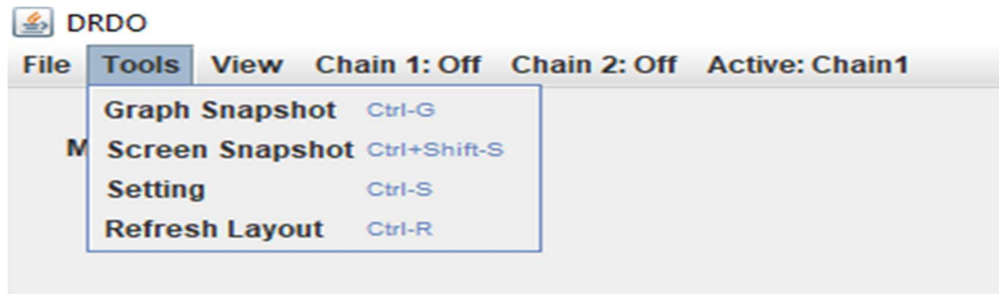 DRDO
File Tools View Chain 1: Off Chain 2: Off Active: Chain1
Graph Snapshot Ctrl-G
M Screen Snapshot Ctrl+Shift-S
Setting Ctrl-S
Refresh Layout Ctrl-R